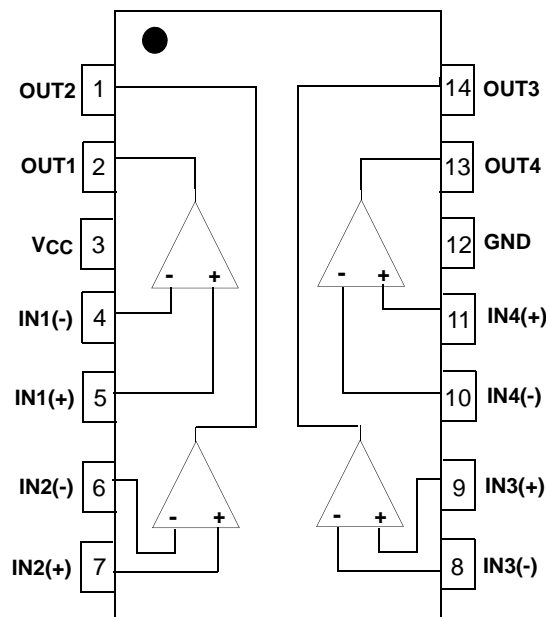 OUT2 1 14 OUT3
OUT1 2 13 OUT4
VCC 3 12 GND
- + - +
IN1(-) 4 11 IN4(+)
IN1(+) 5 10 IN4(-)
IN2(-) 6 9 IN3(+)
- + - +
IN2(+) 7 8 IN3(-)